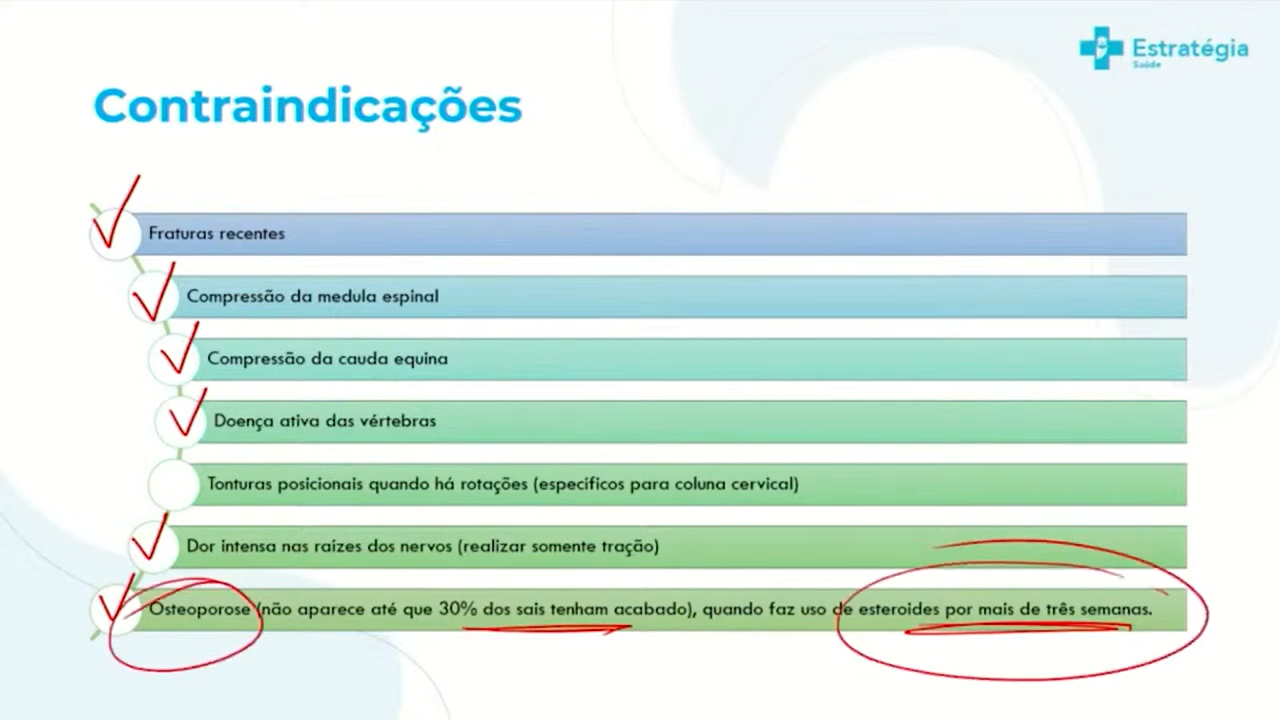 Estratégia
Saúde
Contraindicações
Fraturas recentes
Compressão da medula espinal
Compressão da cauda equina
Doença ativa das vértebras
Tonturas posicionais quando há rotações (específicos para coluna cervical)
Dor intensa nas raízes dos nervos (realizar somente tração)
Osteoporose (não aparece até que 30% dos sais tenham acabado), quando faz uso de esteroides por mais de três semanas.